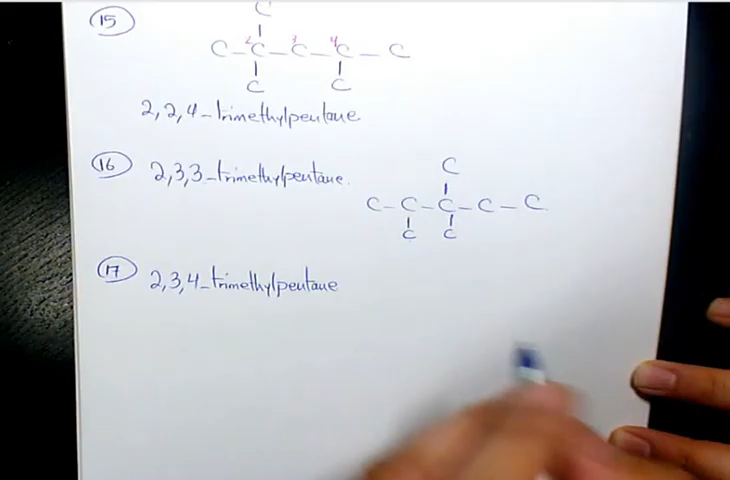 15
C
C - C - C - C - C
2 3 4
C C
2,2,4-trimethylpentane
16 2,3,3-trimethylpentane.
C
C - C - C - C - C
C C
17 2,3,4-trimethylpentane